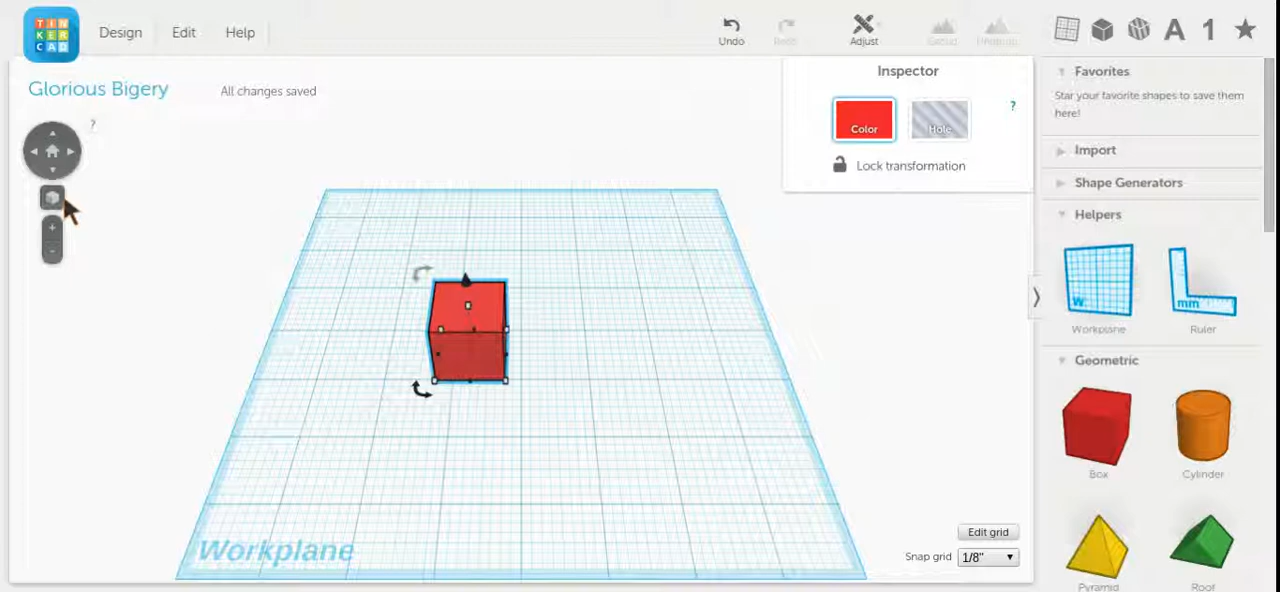 TIN
KER
CAD
Design
Edit
Help
Undo
Adjust
A
1
Glorious Bigery
All changes saved
?
Inspector
Color
Hole
?
Lock transformation
Favorites
Star your favorite shapes to save them
here!
Import
Shape Generators
Helpers
W
Workplane
mm
Ruler
Geometric
Box
Cylinder
Pyramid
Roof
Workplane
Edit grid
Snap grid
1/8"